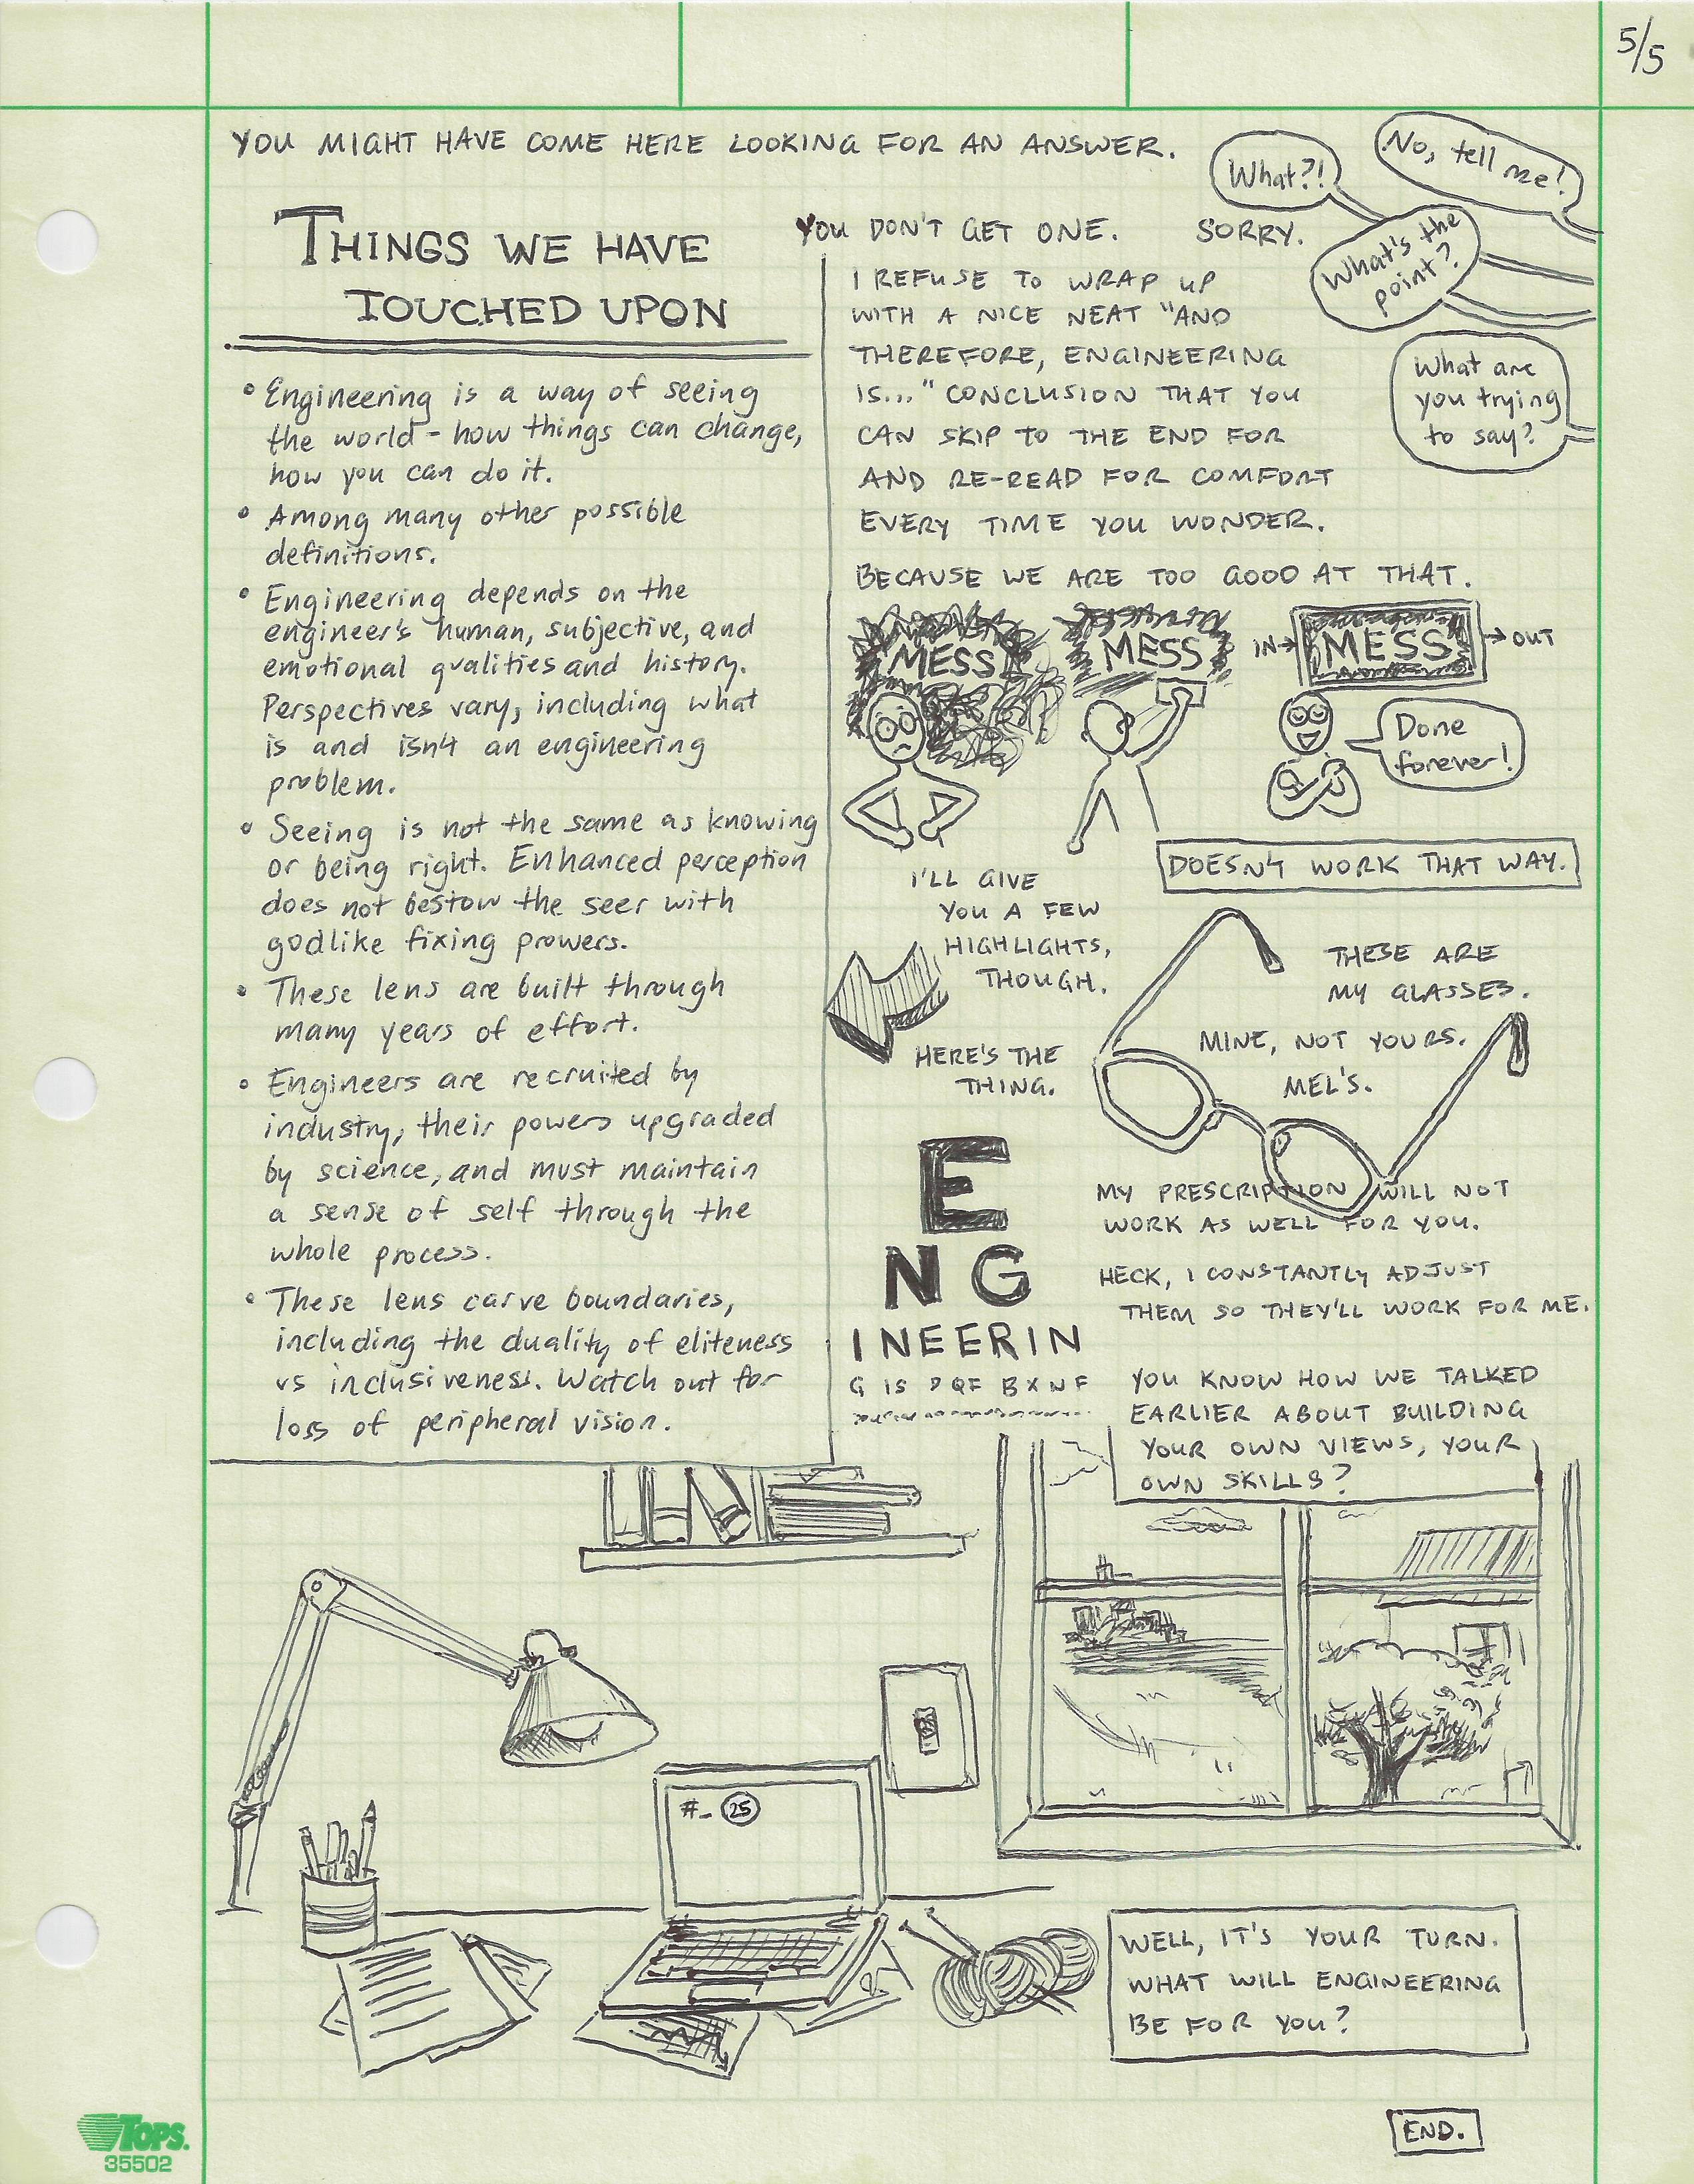 5/5
YOU MIGHT HAVE COME HERE LOOKING FOR AN ANSWER.
What?!
No, tell me!
What's the
point?
What are
you trying
to say?
YOU DON'T GET ONE. SORRY.
THINGS WE HAVE
TOUCHED UPON
• Engineering is a way of seeing
the world - how things can change,
how you can do it.
• Among many other possible
definitions.
• Engineering depends on the
engineer's human, subjective, and
emotional qualities and history.
Perspectives vary, including what
is and isn't an engineering
problem.
• Seeing is not the same as knowing
or being right. Enhanced perception
does not bestow the seer with
godlike fixing prowers.
• These lens are built through
many years of effort.
• Engineers are recruited by
industry, their powers upgraded
by science, and must maintain
a sense of self through the
whole process.
• These lens carve boundaries,
including the duality of eliteness
vs inclusiveness. Watch out for
loss of peripheral vision.
I REFUSE TO WRAP UP
WITH A NICE NEAT "AND
THEREFORE, ENGINEERING
IS..." CONCLUSION THAT YOU
CAN SKIP TO THE END FOR
AND RE-READ FOR COMFORT
EVERY TIME YOU WONDER.
BECAUSE WE ARE TOO GOOD AT THAT.
MESS
MESS
IN → MESS → OUT
Done
forever!
DOESN'T WORK THAT WAY.
I'LL GIVE
YOU A FEW
HIGHLIGHTS,
THOUGH.
HERE'S THE
THING.
THESE ARE
MY GLASSES.
MINE, NOT YOURS.
MEL'S.
E
NG
INEERIN
G IS PQF BXNF
MY PRESCRIPTION WILL NOT
WORK AS WELL FOR YOU.
HECK, I CONSTANTLY ADJUST
THEM SO THEY'LL WORK FOR ME.
YOU KNOW HOW WE TALKED
EARLIER ABOUT BUILDING
YOUR OWN VIEWS, YOUR
OWN SKILLS?
#_ 25
WELL, IT'S YOUR TURN.
WHAT WILL ENGINEERING
BE FOR YOU?
END.
TOPS.
35502